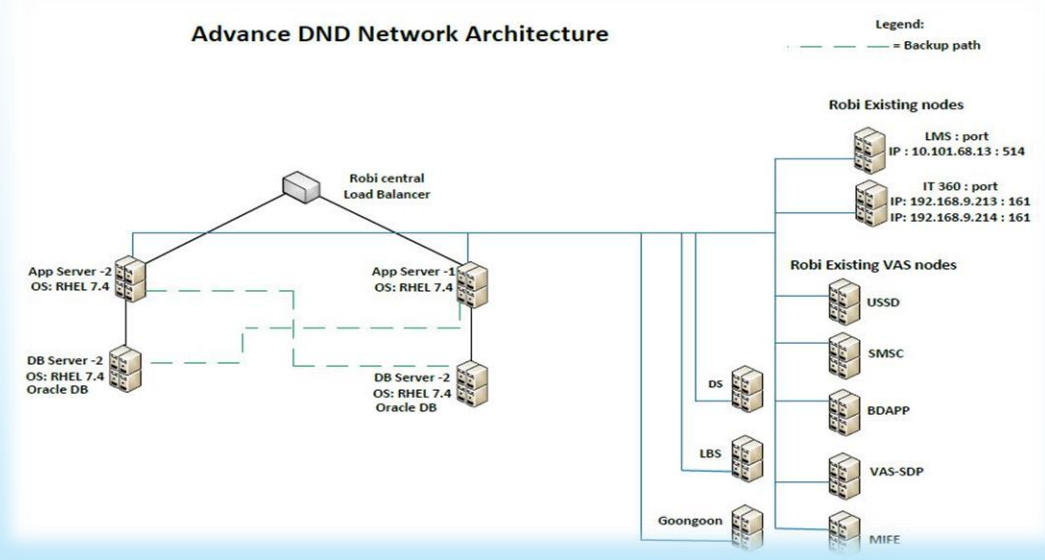 Advance DND Network Architecture
Legend:
= Backup path
Robi Existing nodes
LMS : port
IP : 10.101.68.13 : 514
IT 360 : port
IP: 192.168.9.213 : 161
IP: 192.168.9.214 : 161
Robi central
Load Balancer
App Server -2
OS: RHEL 7.4
App Server -1
OS: RHEL 7.4
DB Server -2
OS: RHEL 7.4
Oracle DB
DB Server -2
OS: RHEL 7.4
Oracle DB
Robi Existing VAS nodes
USSD
SMSC
DS
BDAPP
LBS
VAS-SDP
Goongoon
MIFE